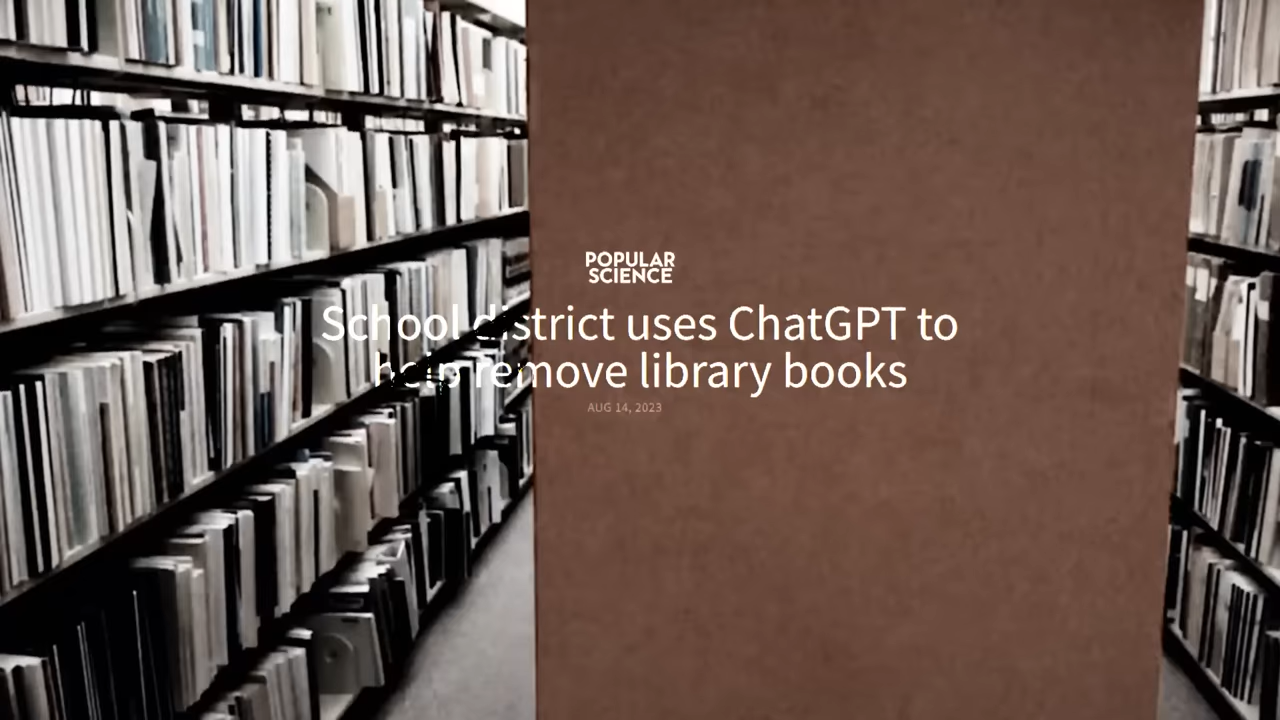 POPULAR
SCIENCE
School district uses ChatGPT to
help remove library books
AUG 14, 2023